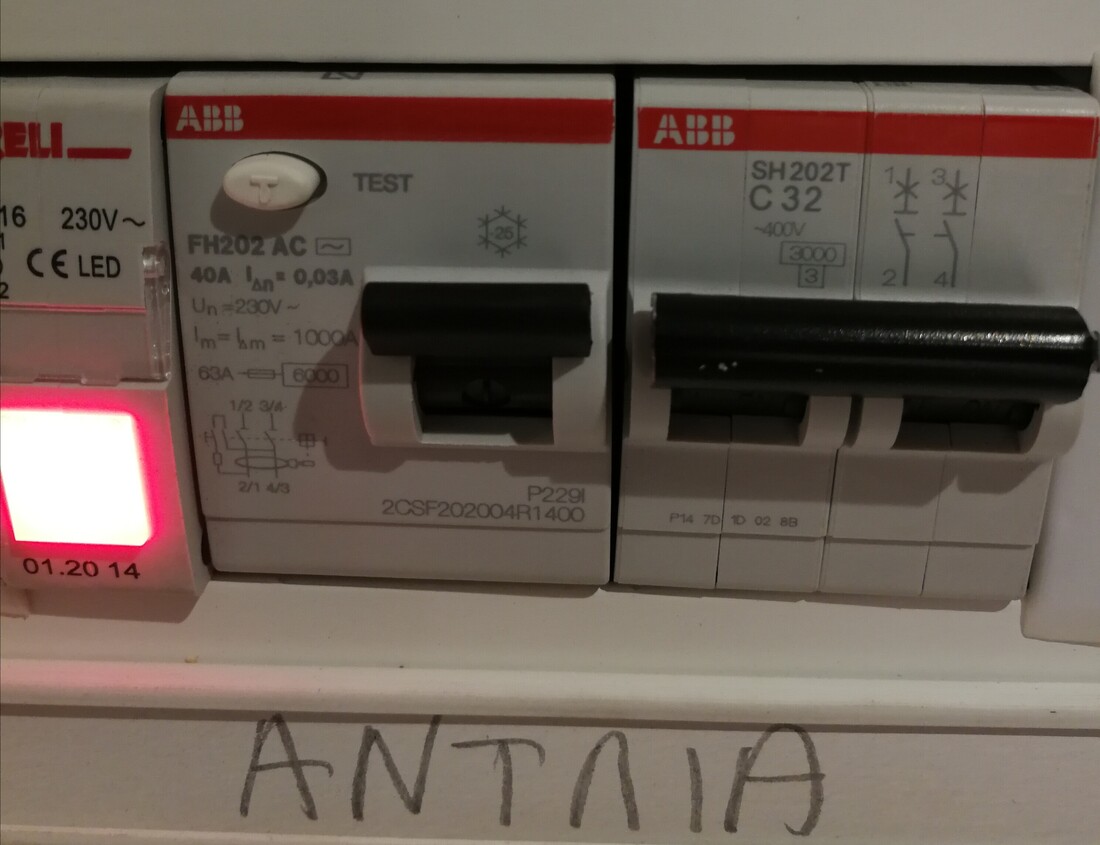 230V~
CE LED
01.20 14
ABB
T TEST
25
FH202 AC
40A IΔn= 0,03A
Un=230V~
Im=IΔm = 1000A
63A 6000
1/2 3/4
2/1 4/3
P229I
2CSF202004R1400
ABB
SH202T
C 32
~400V
3000
3
1 3
2 4
P14 7D 1D 02 8B
ΑΝΤΛΙΑ